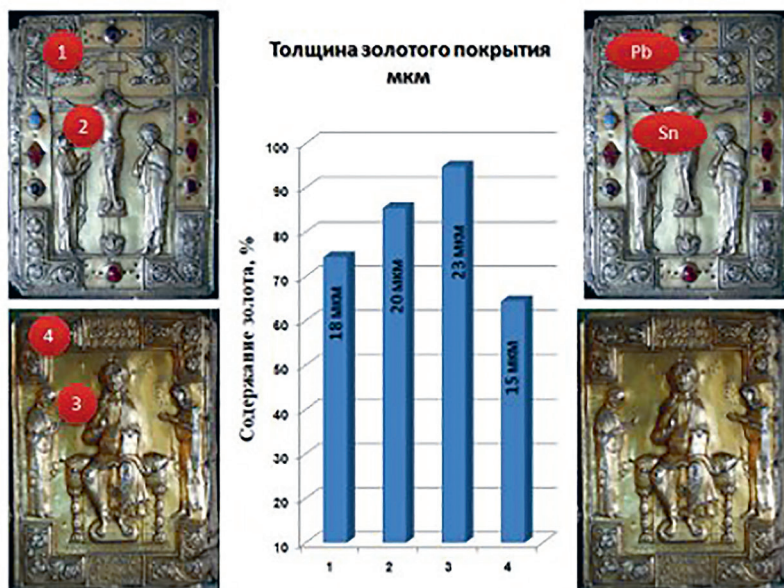 1
2
4
3
Толщина золотого покрытия
мкм
Содержание золота, %
100
90
80
70
60
50
40
30
20
10
18 мкм
20 мкм
23 мкм
15 мкм
1 2 3 4
Pb
Sn